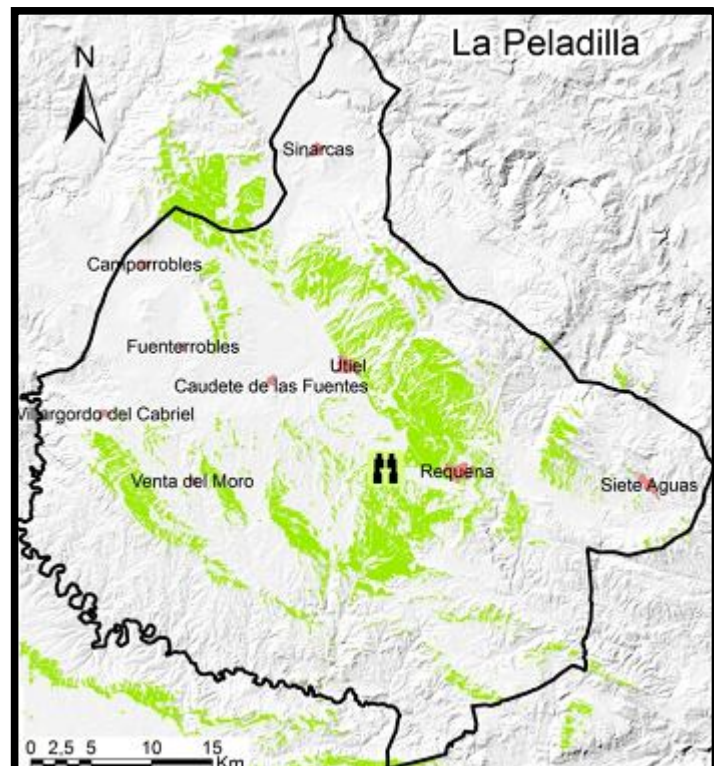 La Peladilla
N
Sinarcas
Camporrobles
Fuenterrobles
Utiel
Caudete de las Fuentes
Villargordo del Cabriel
Requena
Venta del Moro
Siete Aguas
0 2,5 5 10 15
Km